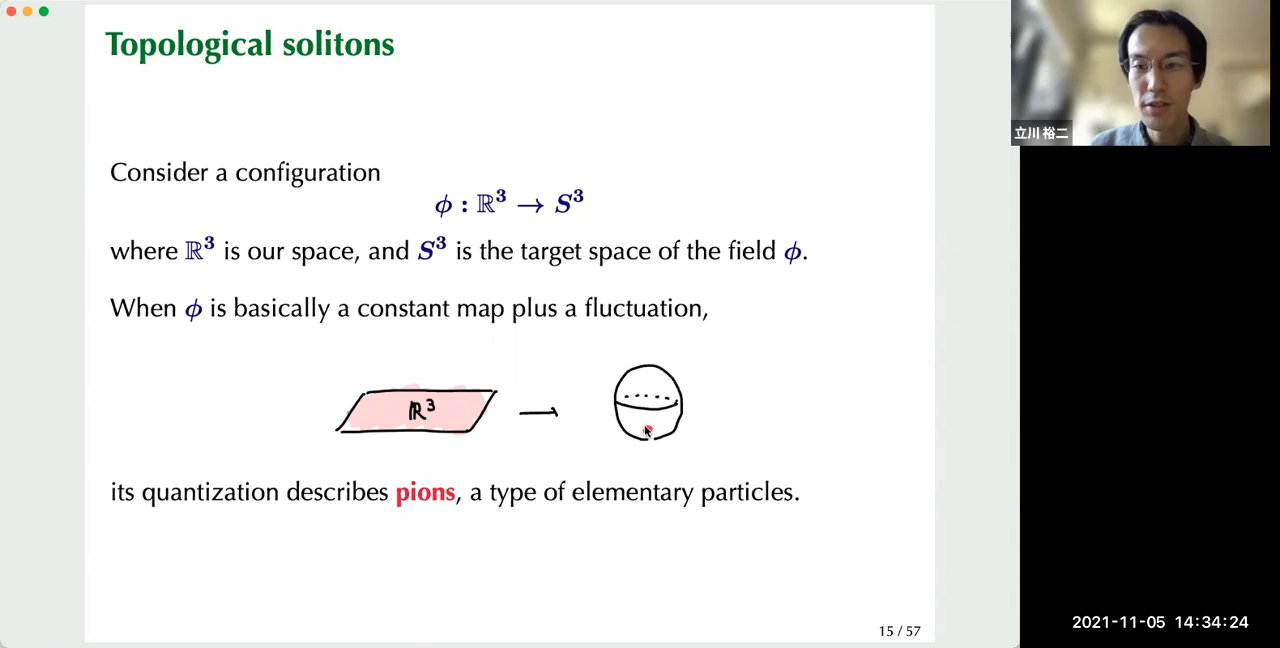 Topological solitons
Consider a configuration
ϕ : ℝ³ → S³
where ℝ³ is our space, and S³ is the target space of the field ϕ.
When ϕ is basically a constant map plus a fluctuation,
ℝ³
its quantization describes pions, a type of elementary particles.
15 / 57
立川 裕二
2021-11-05 14:34:24